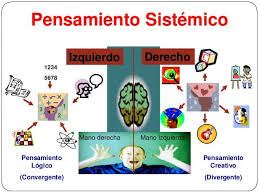 Pensamiento Sistémico
Izquierdo
Derecho
1234
5678
Mano derecha
Mano izquierda
Pensamiento
Lógico
(Convergente)
Pensamiento
Creativo
(Divergente)